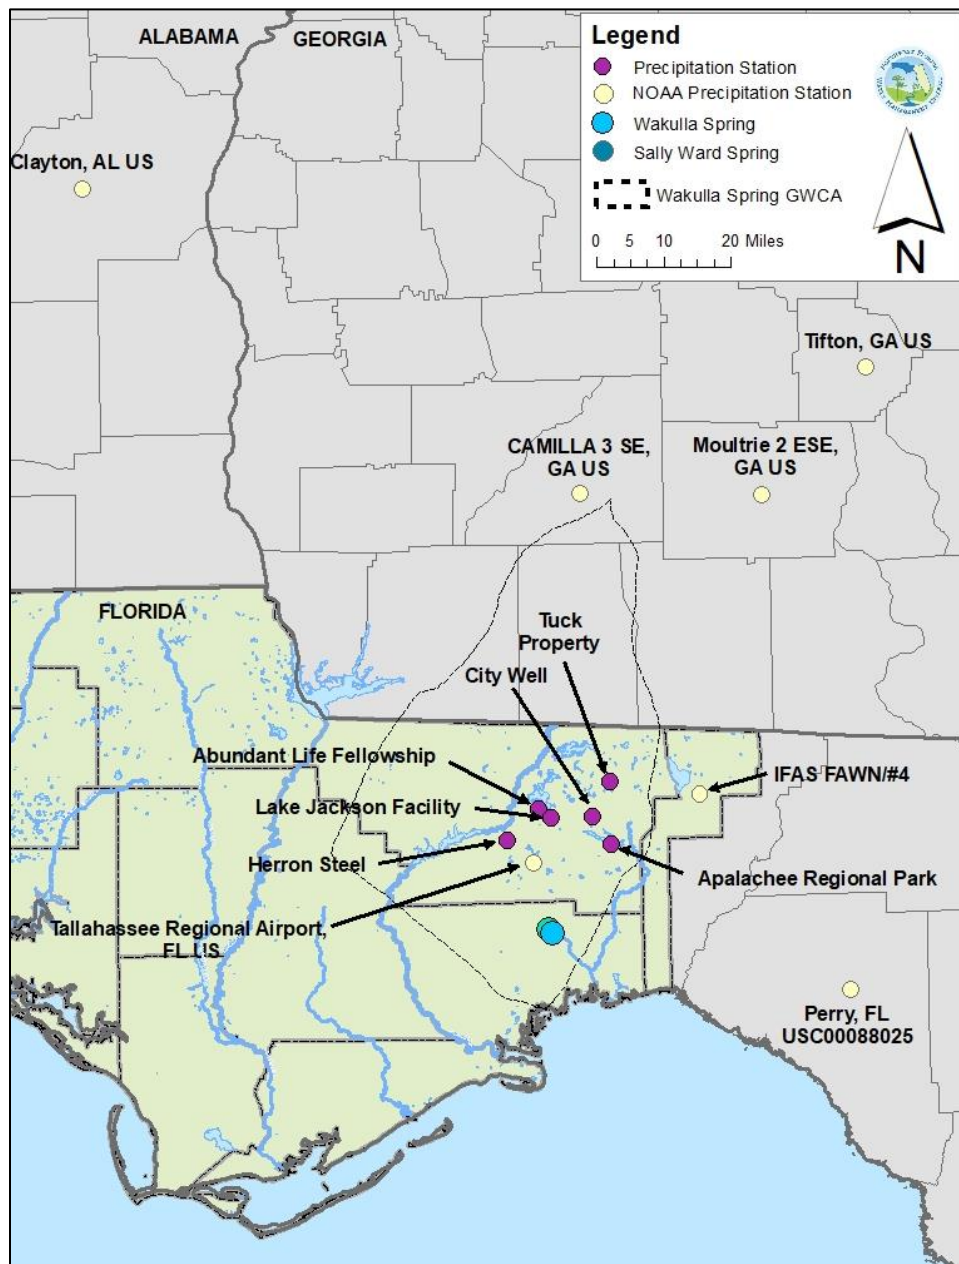 ALABAMA
GEORGIA
Legend
Precipitation Station
NOAA Precipitation Station
Wakulla Spring
Sally Ward Spring
Wakulla Spring GWCA
0 5 10 20 Miles
N
Clayton, AL US
Tifton, GA US
CAMILLA 3 SE,
GA US
Moultrie 2 ESE,
GA US
FLORIDA
Tuck
Property
City Well
Abundant Life Fellowship
IFAS FAWN/#4
Lake Jackson Facility
Herron Steel
Apalachee Regional Park
Tallahassee Regional Airport,
FL US
Perry, FL
USC00088025